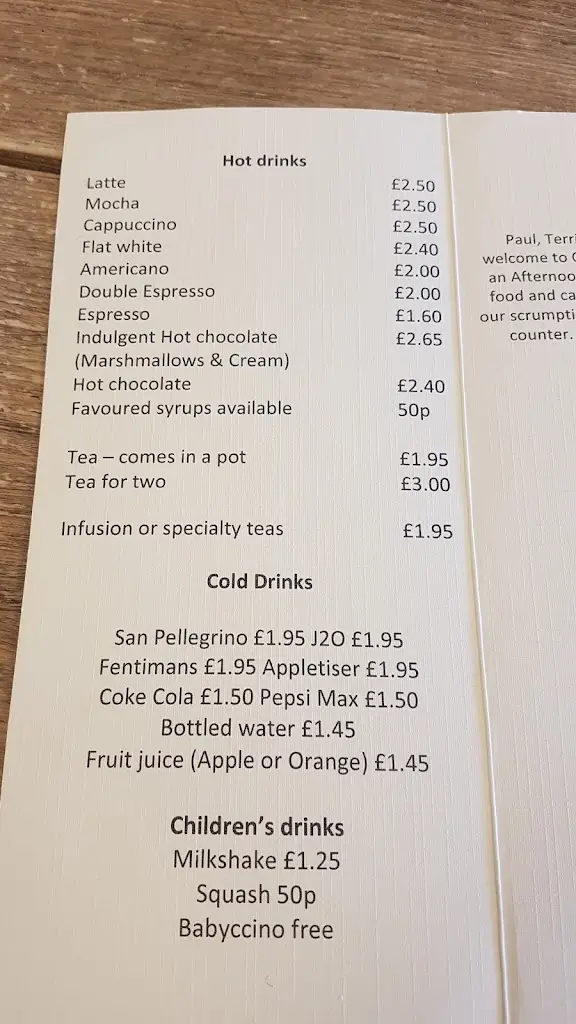 Hot drinks
Latte £2.50
Mocha £2.50
Cappuccino £2.50
Flat white £2.40
Americano £2.00
Double Espresso £2.00
Espresso £1.60
Indulgent Hot chocolate £2.65
(Marshmallows & Cream)
Hot chocolate £2.40
Favoured syrups available 50p
Tea – comes in a pot £1.95
Tea for two £3.00
Infusion or specialty teas £1.95
Cold Drinks
San Pellegrino £1.95 J2O £1.95
Fentimans £1.95 Appletiser £1.95
Coke Cola £1.50 Pepsi Max £1.50
Bottled water £1.45
Fruit juice (Apple or Orange) £1.45
Children's drinks
Milkshake £1.25
Squash 50p
Babyccino free
Paul, Terri
welcome to
an Afternoo
food and ca
our scrumpti
counter.